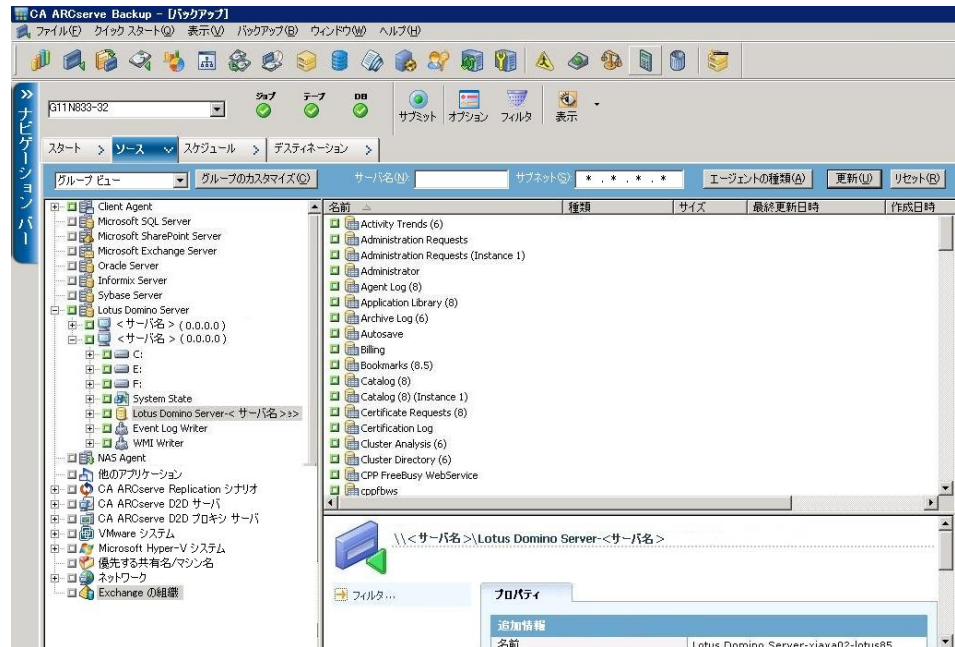 CA ARCserve Backup - [バックアップ]
ファイル(F) クイック スタート(Q) 表示(V) バックアップ(B) ウィンドウ(W) ヘルプ(H)
ナビゲーション バー
G11N833-32
ジョブ テープ DB
サブミット オプション フィルタ 表示
スタート > ソース スケジュール > デスティネーション >
グループ ビュー グループのカスタマイズ(C) サーバ名(N): サブネット(S): * . * . * . * エージェントの種類(A) 更新(U) リセット(R)
Client Agent
Microsoft SQL Server
Microsoft SharePoint Server
Microsoft Exchange Server
Oracle Server
Informix Server
Sybase Server
Lotus Domino Server
<サーバ名> (0.0.0.0)
<サーバ名> (0.0.0.0)
C:
E:
F:
System State
Lotus Domino Server-<サーバ名>
Event Log Writer
WMI Writer
NAS Agent
他のアプリケーション
CA ARCserve Replication シナリオ
CA ARCserve D2D サーバ
CA ARCserve D2D プロキシ サーバ
VMware システム
Microsoft Hyper-V システム
優先する共有名/マシン名
ネットワーク
Exchange の組織
名前 種類 サイズ 最終更新日時 作成日時
Activity Trends (6)
Administration Requests
Administration Requests (Instance 1)
Administrator
Agent Log (8)
Application Library (8)
Archive Log (6)
Autosave
Billing
Bookmarks (8.5)
Catalog (8)
Catalog (8) (Instance 1)
Certificate Requests (8)
Certification Log
Cluster Analysis (6)
Cluster Directory (6)
CPP FreeBusy WebService
cppfbws
\\<サーバ名>\Lotus Domino Server-<サーバ名>
フィルタ...
プロパティ
追加情報
名前 Lotus Domino Server-xiaya02-lotus85